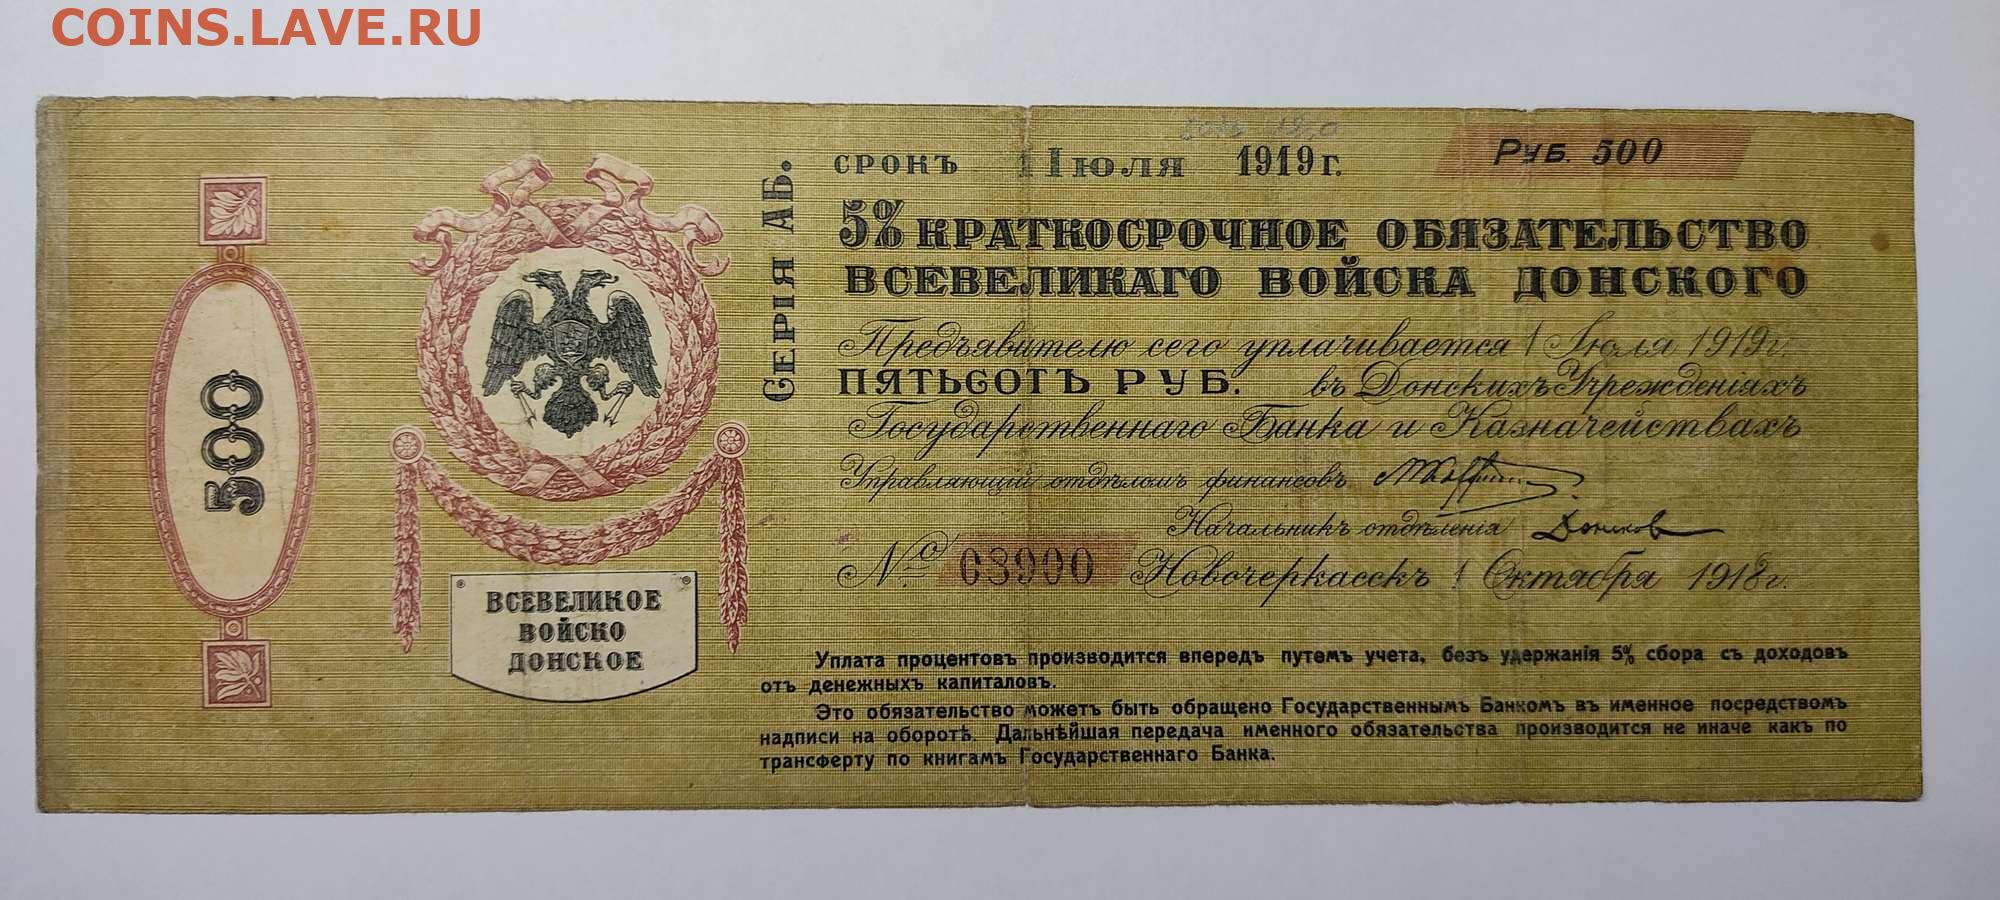 COINS.LAVE.RU
500
ВСЕВЕЛИКОЕ
ВОЙСКО
ДОНСКОЕ
СЕРІЯ АБ.
СРОКЪ 1 Іюля 1919 г.
РУБ. 500
5% КРАТКОСРОЧНОЕ ОБЯЗАТЕЛЬСТВО
ВСЕВЕЛИКАГО ВОЙСКА ДОНСКОГО
Предъявителю сего уплачивается 1 Іюля 1919 г.
ПЯТЬСОТЪ РУБ. въ Донскихъ Учрежденіяхъ
Государственнаго Банка и Казначействахъ
Управляющій отдѣломъ финансовъ
Начальникъ отдѣленія
№ 03900 Новочеркасскъ 1 Октября 1918 г.
Уплата процентовъ производится впередъ путемъ учета, безъ удержанія 5% сбора съ доходовъ
отъ денежныхъ капиталовъ.
Это обязательство можетъ быть обращено Государственнымъ Банкомъ въ именное посредствомъ
надписи на оборотѣ. Дальнѣйшая передача именного обязательства производится не иначе какъ по
трансферту по книгамъ Государственнаго Банка.